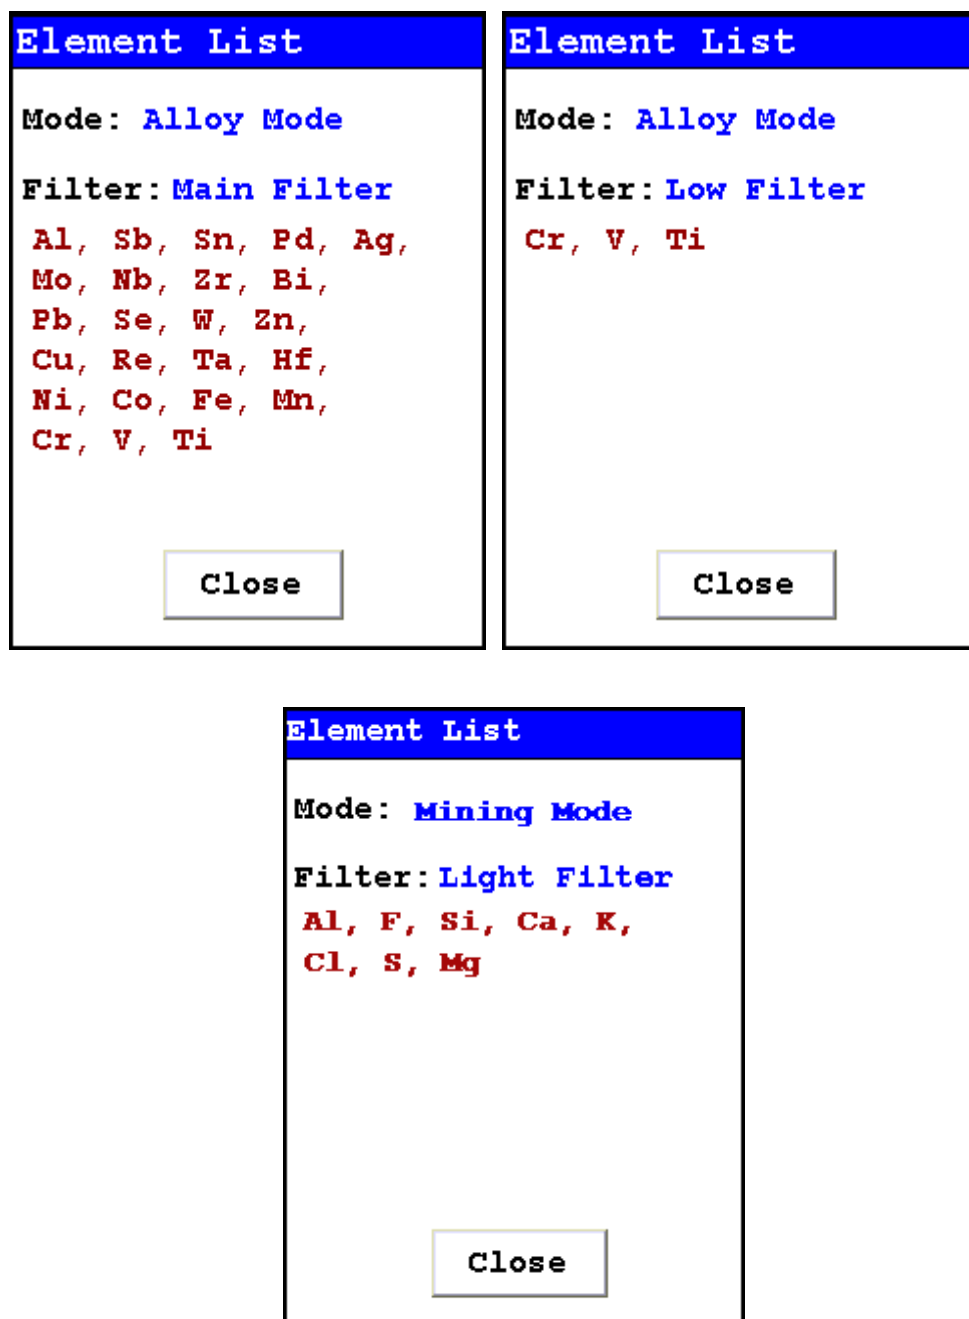 Element List
Mode: Alloy Mode
Filter: Main Filter
Al, Sb, Sn, Pd, Ag,
Mo, Nb, Zr, Bi,
Pb, Se, W, Zn,
Cu, Re, Ta, Hf,
Ni, Co, Fe, Mn,
Cr, V, Ti
Close
Element List
Mode: Alloy Mode
Filter: Low Filter
Cr, V, Ti
Close
Element List
Mode: Mining Mode
Filter: Light Filter
Al, F, Si, Ca, K,
Cl, S, Mg
Close